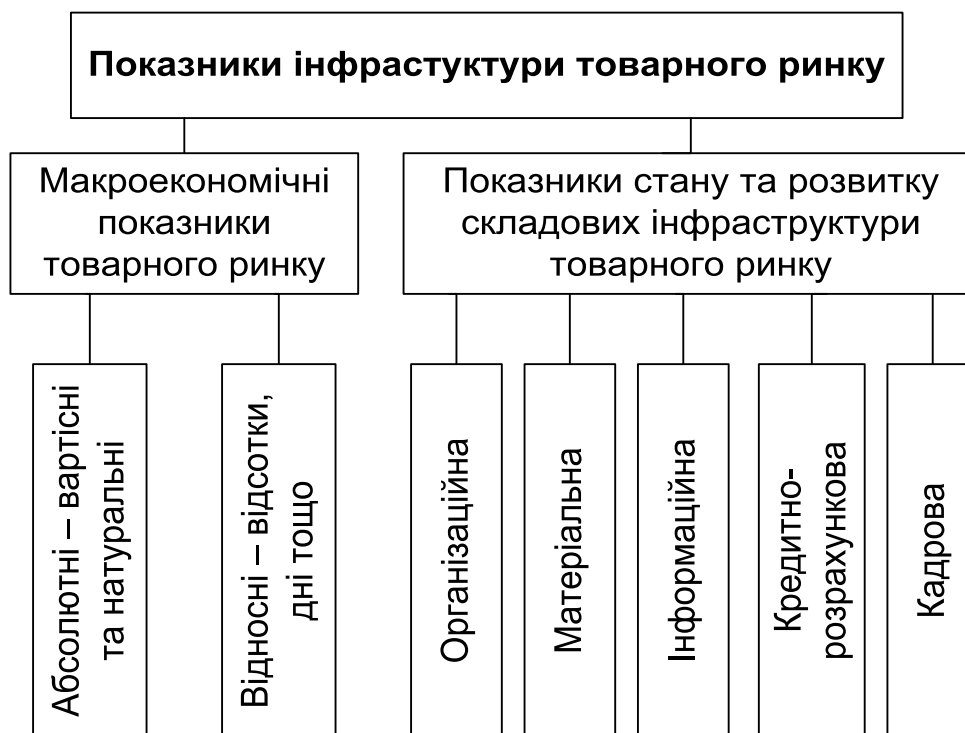 Показники інфрастуктури товарного ринку
Макроекономічні
показники
товарного ринку
Показники стану та розвитку
складових інфраструктури
товарного ринку
Абсолютні – вартісні
та натуральні
Відносні – відсотки,
дні тощо
Організаційна
Матеріальна
Інформаційна
Кредитно-
розрахункова
Кадрова